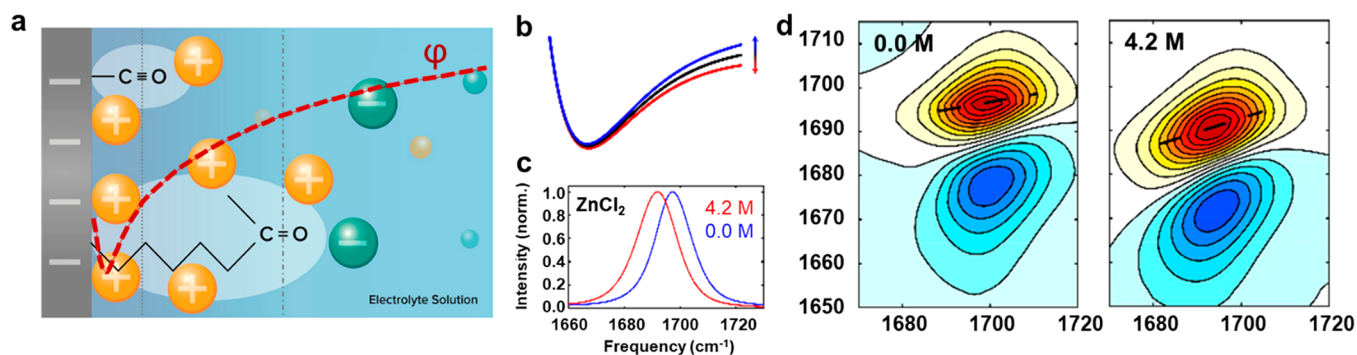 a
φ
C≡O
C=O
Electrolyte Solution
b
c
Intensity (norm.)
1.0
0.8
0.6
0.4
0.2
0.0
ZnCl2
4.2 M
0.0 M
1660
1680
1700
1720
Frequency (cm-1)
d
1710
1700
1690
1680
1670
1660
1650
0.0 M
4.2 M
1680
1700
1720
1680
1700
1720